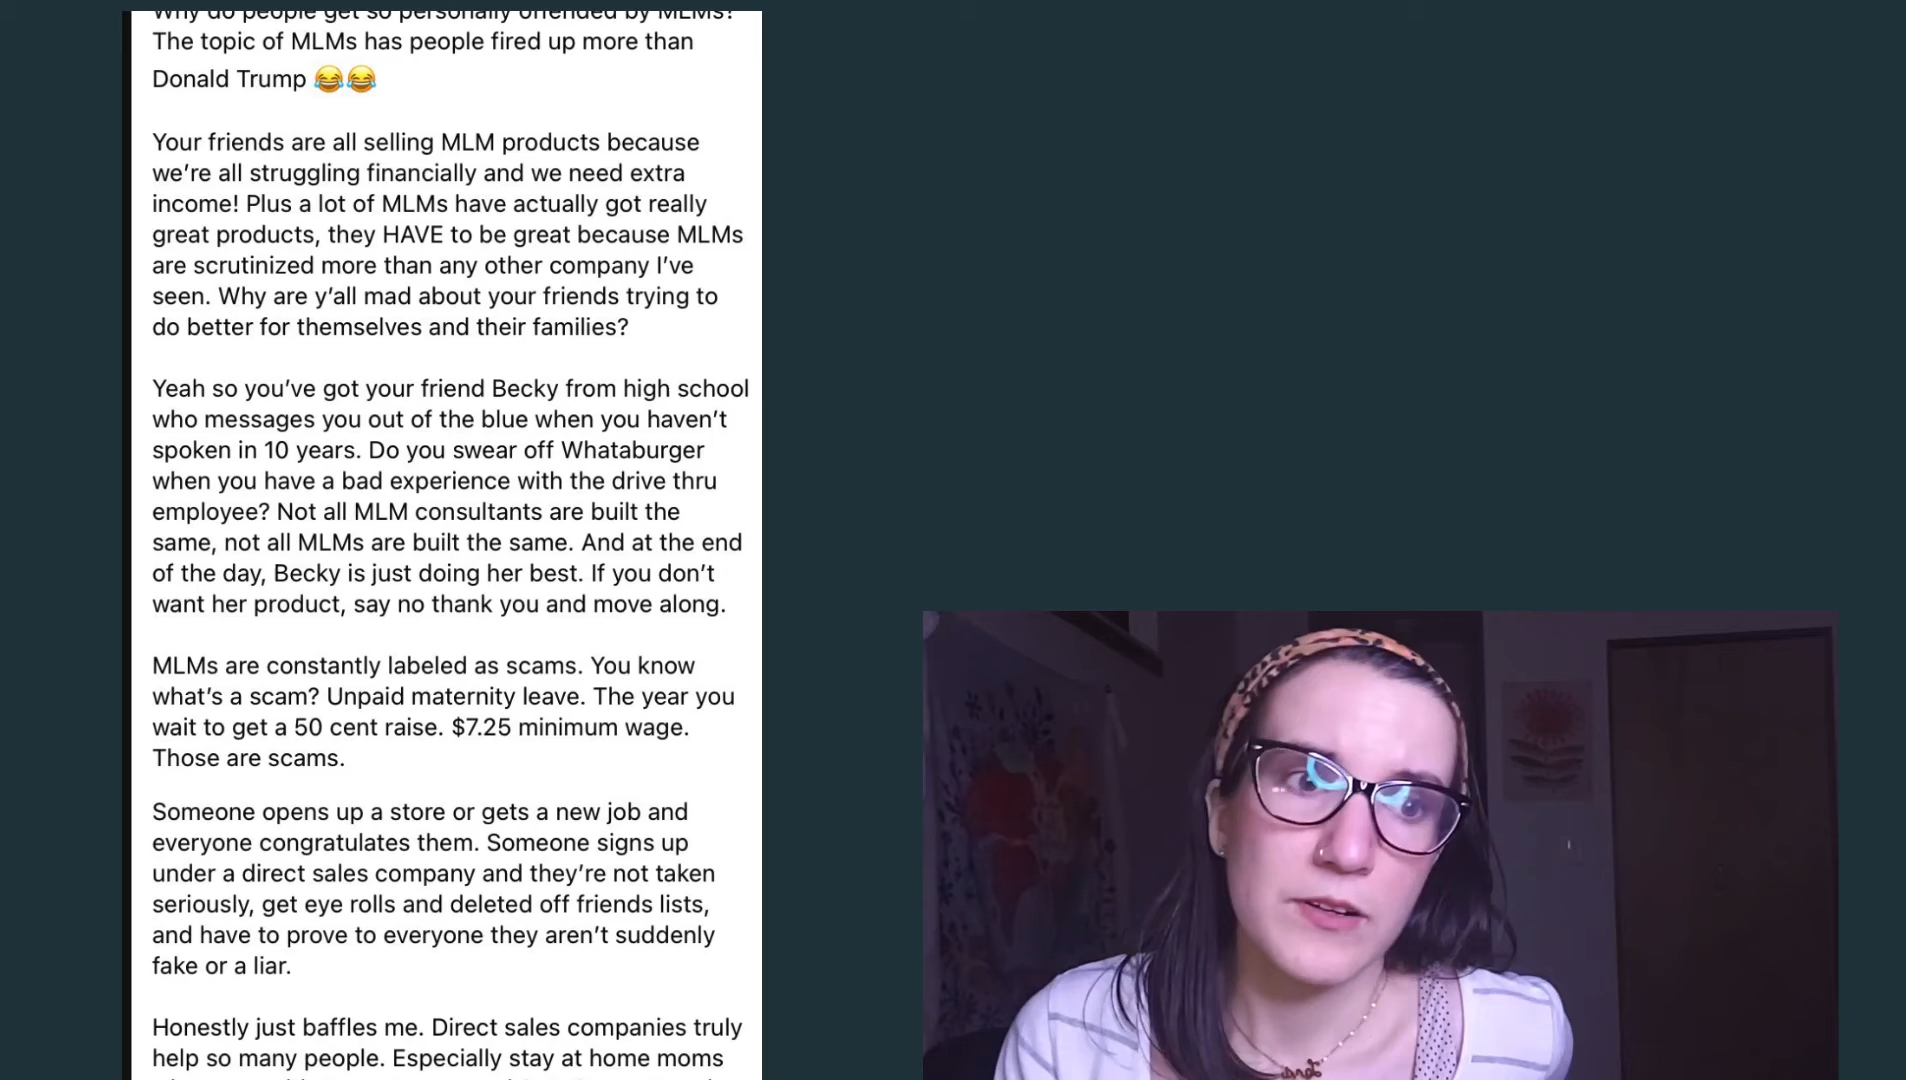 Why do people get so personally offended by MLMs?
The topic of MLMs has people fired up more than
Donald Trump 😂😂
Your friends are all selling MLM products because
we’re all struggling financially and we need extra
income! Plus a lot of MLMs have actually got really
great products, they HAVE to be great because MLMs
are scrutinized more than any other company I’ve
seen. Why are y’all mad about your friends trying to
do better for themselves and their families?
Yeah so you’ve got your friend Becky from high school
who messages you out of the blue when you haven’t
spoken in 10 years. Do you swear off Whataburger
when you have a bad experience with the drive thru
employee? Not all MLM consultants are built the
same, not all MLMs are built the same. And at the end
of the day, Becky is just doing her best. If you don’t
want her product, say no thank you and move along.
MLMs are constantly labeled as scams. You know
what’s a scam? Unpaid maternity leave. The year you
wait to get a 50 cent raise. $7.25 minimum wage.
Those are scams.
Someone opens up a store or gets a new job and
everyone congratulates them. Someone signs up
under a direct sales company and they’re not taken
seriously, get eye rolls and deleted off friends lists,
and have to prove to everyone they aren’t suddenly
fake or a liar.
Honestly just baffles me. Direct sales companies truly
help so many people. Especially stay at home moms